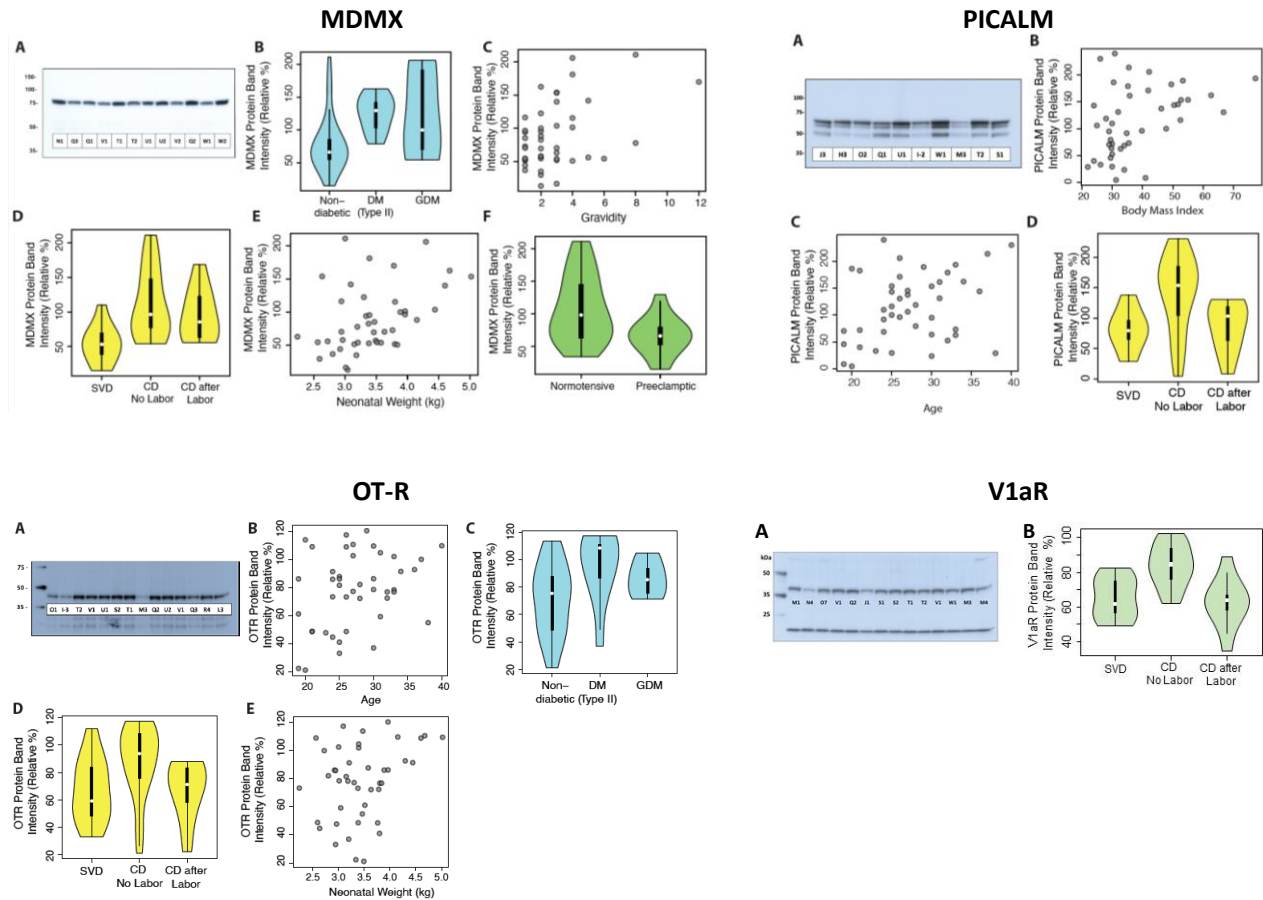 MDMX
A
150-
100-
75-
50-
35-
N1 Q3 Q1 V1 T1 T2 U1 U2 V2 Q2 W1 W2
B
MDMX Protein Band
Intensity (Relative %)
50 100 150 200
Non–
diabetic
DM
(Type II)
GDM
C
MDMX Protein Band
Intensity (Relative %)
50 100 150 200
2 4 6 8 10 12
Gravidity
D
MDMX Protein Band
Intensity (Relative %)
50 100 150 200
SVD
CD
No Labor
CD after
Labor
E
MDMX Protein Band
Intensity (Relative %)
50 100 150 200
2.5 3.0 3.5 4.0 4.5 5.0
Neonatal Weight (kg)
F
MDMX Protein Band
Intensity (Relative %)
50 100 150 200
Normotensive
Preeclamptic
PICALM
A
100-
75-
50-
35-
J3 H3 O2 Q1 U1 I-2 W1 M3 T2 S1
B
PICALM Protein Band
Intensity (Relative %)
0 50 100 150 200
20 30 40 50 60 70
Body Mass Index
C
PICALM Protein Band
Intensity (Relative %)
0 50 100 150 200
20 25 30 35 40
Age
D
PICALM Protein Band
Intensity (Relative %)
0 50 100 150 200
SVD
CD
No Labor
CD after
Labor
OT-R
A
75 -
50 -
35 -
O1 I-3 T2 V1 U1 S2 T1 M3 Q2 U2 V1 Q3 R4 L3
B
OTR Protein Band
Intensity (Relative %)
20 40 60 80 100 120
20 25 30 35 40
Age
C
OTR Protein Band
Intensity (Relative %)
20 40 60 80 100 120
Non–
diabetic
DM
(Type II)
GDM
D
OTR Protein Band
Intensity (Relative %)
20 40 60 80 100 120
SVD
CD
No Labor
CD after
Labor
E
OTR Protein Band
Intensity (Relative %)
20 40 60 80 100 120
2.5 3.0 3.5 4.0 4.5 5.0
Neonatal Weight (kg)
V1aR
A
kDa
50
35
25
M1 N4 O7 V1 Q2 J1 S1 S2 T1 T2 V1 W1 M3 M4
B
V1aR Protein Band
Intensity (Relative %)
40 60 80 100
SVD
CD
No Labor
CD after
Labor